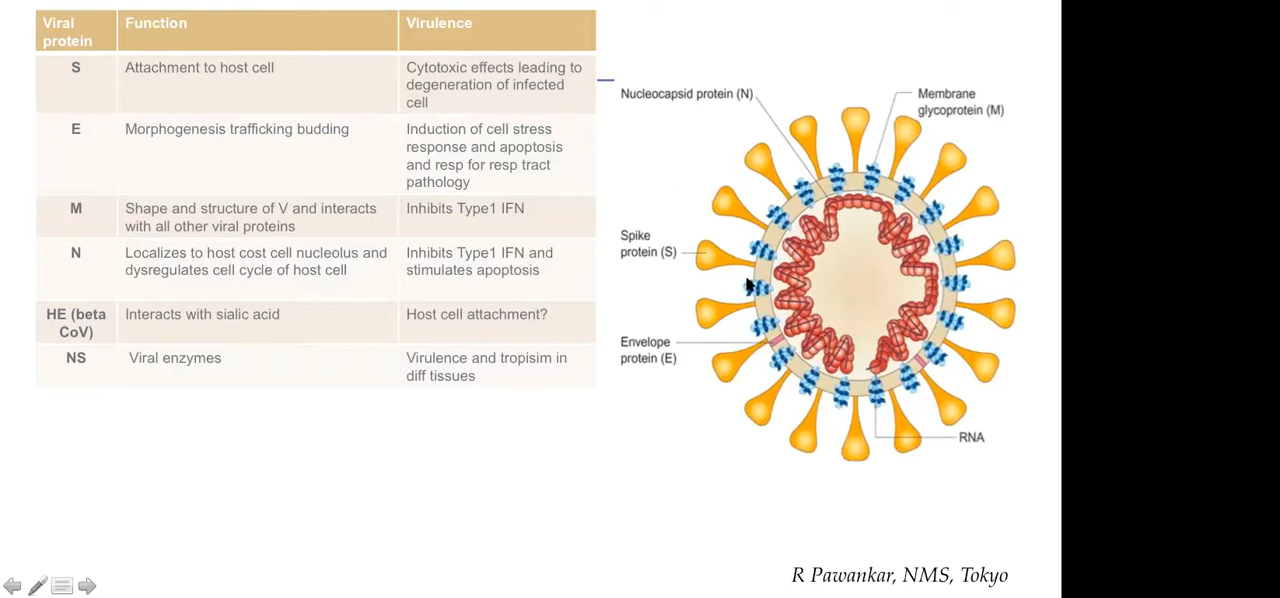 Viral
protein
Function
Virulence
S
Attachment to host cell
Cytotoxic effects leading to
degeneration of infected
cell
E
Morphogenesis trafficking budding
Induction of cell stress
response and apoptosis
and resp for resp tract
pathology
M
Shape and structure of V and interacts
with all other viral proteins
Inhibits Type1 IFN
N
Localizes to host cost cell nucleolus and
dysregulates cell cycle of host cell
Inhibits Type1 IFN and
stimulates apoptosis
HE (beta
CoV)
Interacts with sialic acid
Host cell attachment?
NS
Viral enzymes
Virulence and tropisim in
diff tissues
Nucleocapsid protein (N)
Membrane
glycoprotein (M)
Spike
protein (S)
Envelope
protein (E)
RNA
R Pawankar, NMS, Tokyo